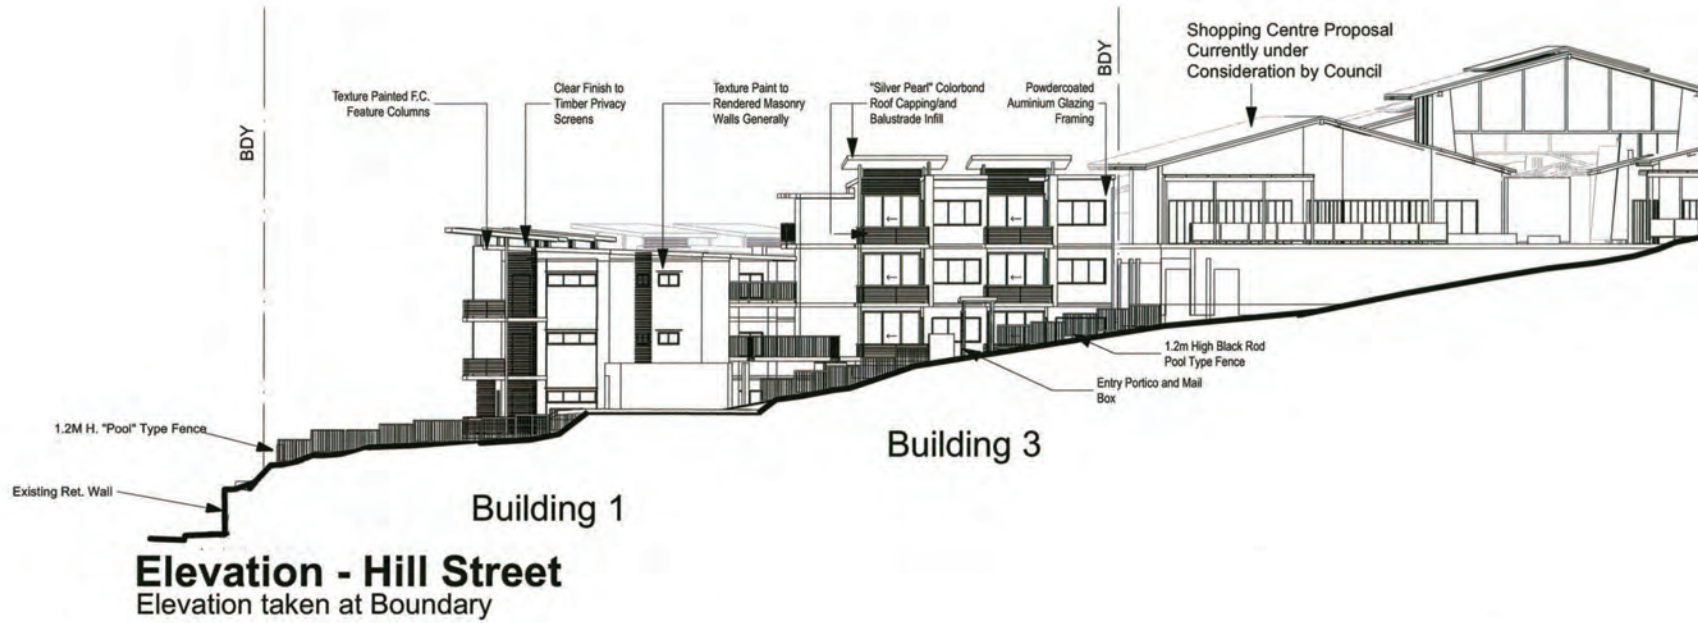 Shopping Centre Proposal
Currently under
Consideration by Council
BDY
BDY
Texture Painted F.C.
Feature Columns
Clear Finish to
Timber Privacy
Screens
Texture Paint to
Rendered Masonry
Walls Generally
"Silver Pearl" Colorbond
Roof Capping/and
Balustrade Infill
Powdercoated
Auminium Glazing
Framing
1.2m High Black Rod
Pool Type Fence
Entry Portico and Mail
Box
1.2M H. "Pool" Type Fence
Existing Ret. Wall
Building 3
Building 1
Elevation - Hill Street
Elevation taken at Boundary